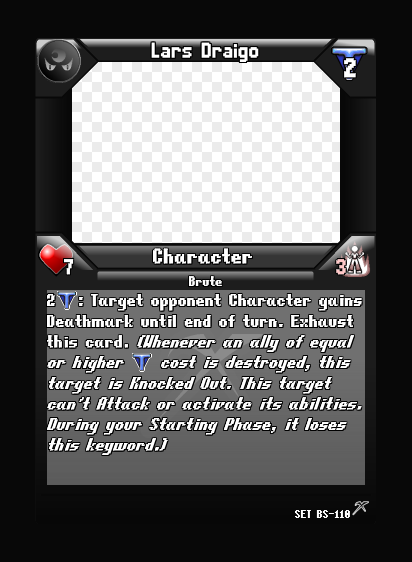 Lars Draigo
2
7
Character
3
Brute
2 : Target opponent Character gains
Deathmark until end of turn. Exhaust
this card. (Whenever an ally of equal
or higher cost is destroyed, this
target is Knocked Out. This target
can't Attack or activate its abilities.
During your Starting Phase, it loses
this keyword.)
SET BS-110